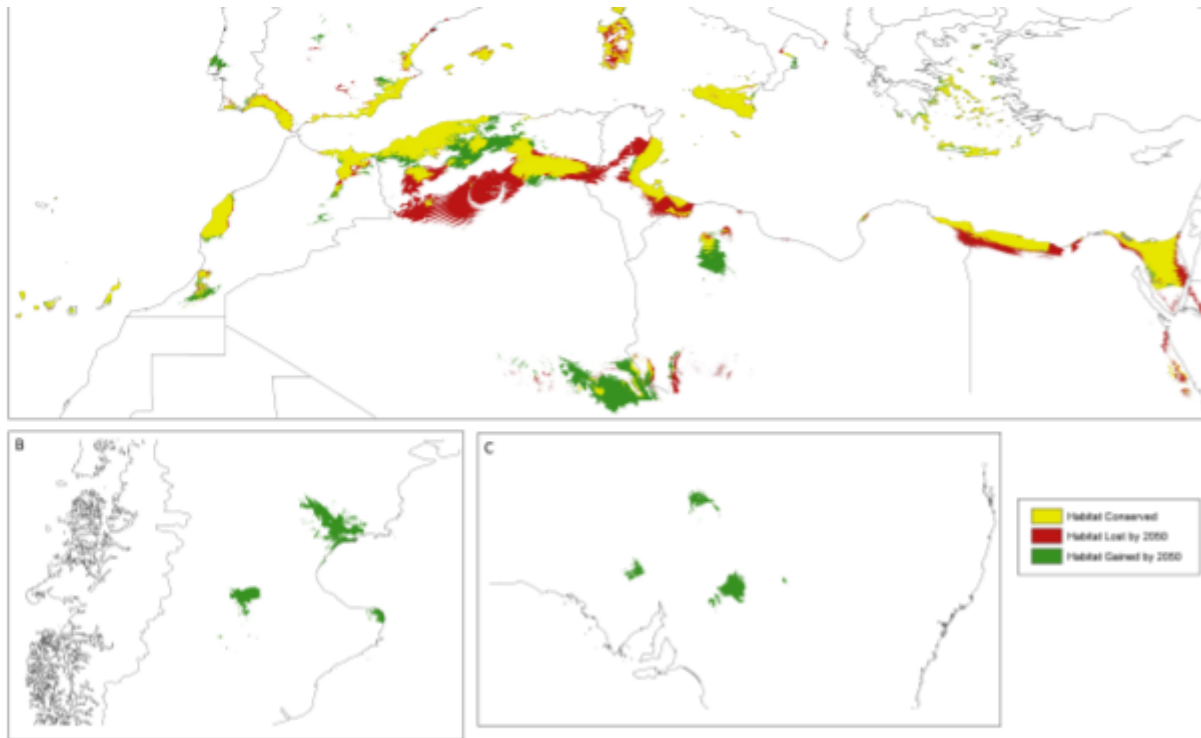 B
C
Habitat Conserved
Habitat Lost by 2050
Habitat Gained by 2050